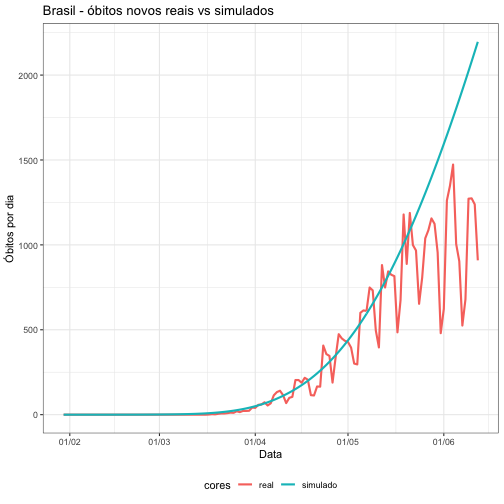 Brasil - óbitos novos reais vs simulados
Óbitos por dia
2000
1500
1000
500
0
01/02 01/03 01/04 01/05 01/06
Data
cores real simulado